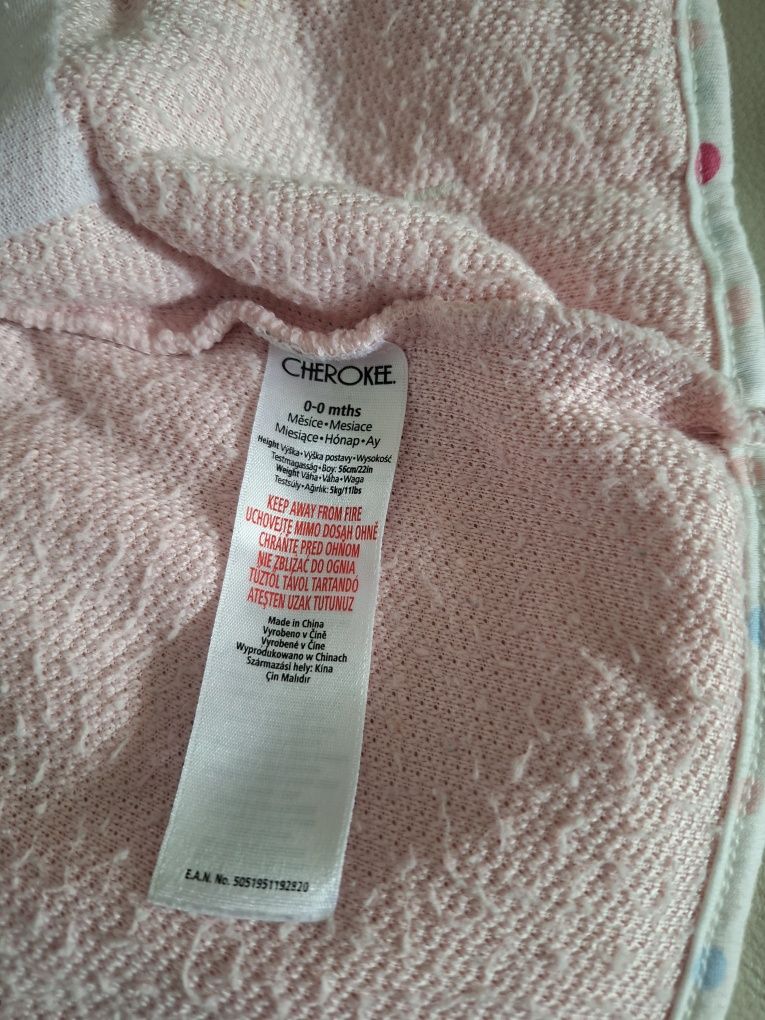 CHEROKEE.
0-0 mths
Měsíce•Mesiace
Miesiące•Hónap•Ay
Height Výška•Výška postavy•Wysokość
Testmagasság•Boy: 56cm/22in
Weight Váha•Váha•Waga
Testsúly•Ağırlık: 5kg/11lbs
KEEP AWAY FROM FIRE
UCHOVEJTE MIMO DOSAH OHNĚ
CHRÁŇTE PRED OHŇOM
NIE ZBLIŻAĆ DO OGNIA
TŰZTŐL TÁVOL TARTANDÓ
ATEŞTEN UZAK TUTUNUZ
Made in China
Vyrobeno v Číně
Vyrobené v Číne
Wyprodukowano w Chinach
Származási hely: Kína
Çin Malıdır
E.A.N. No. 5051951192820